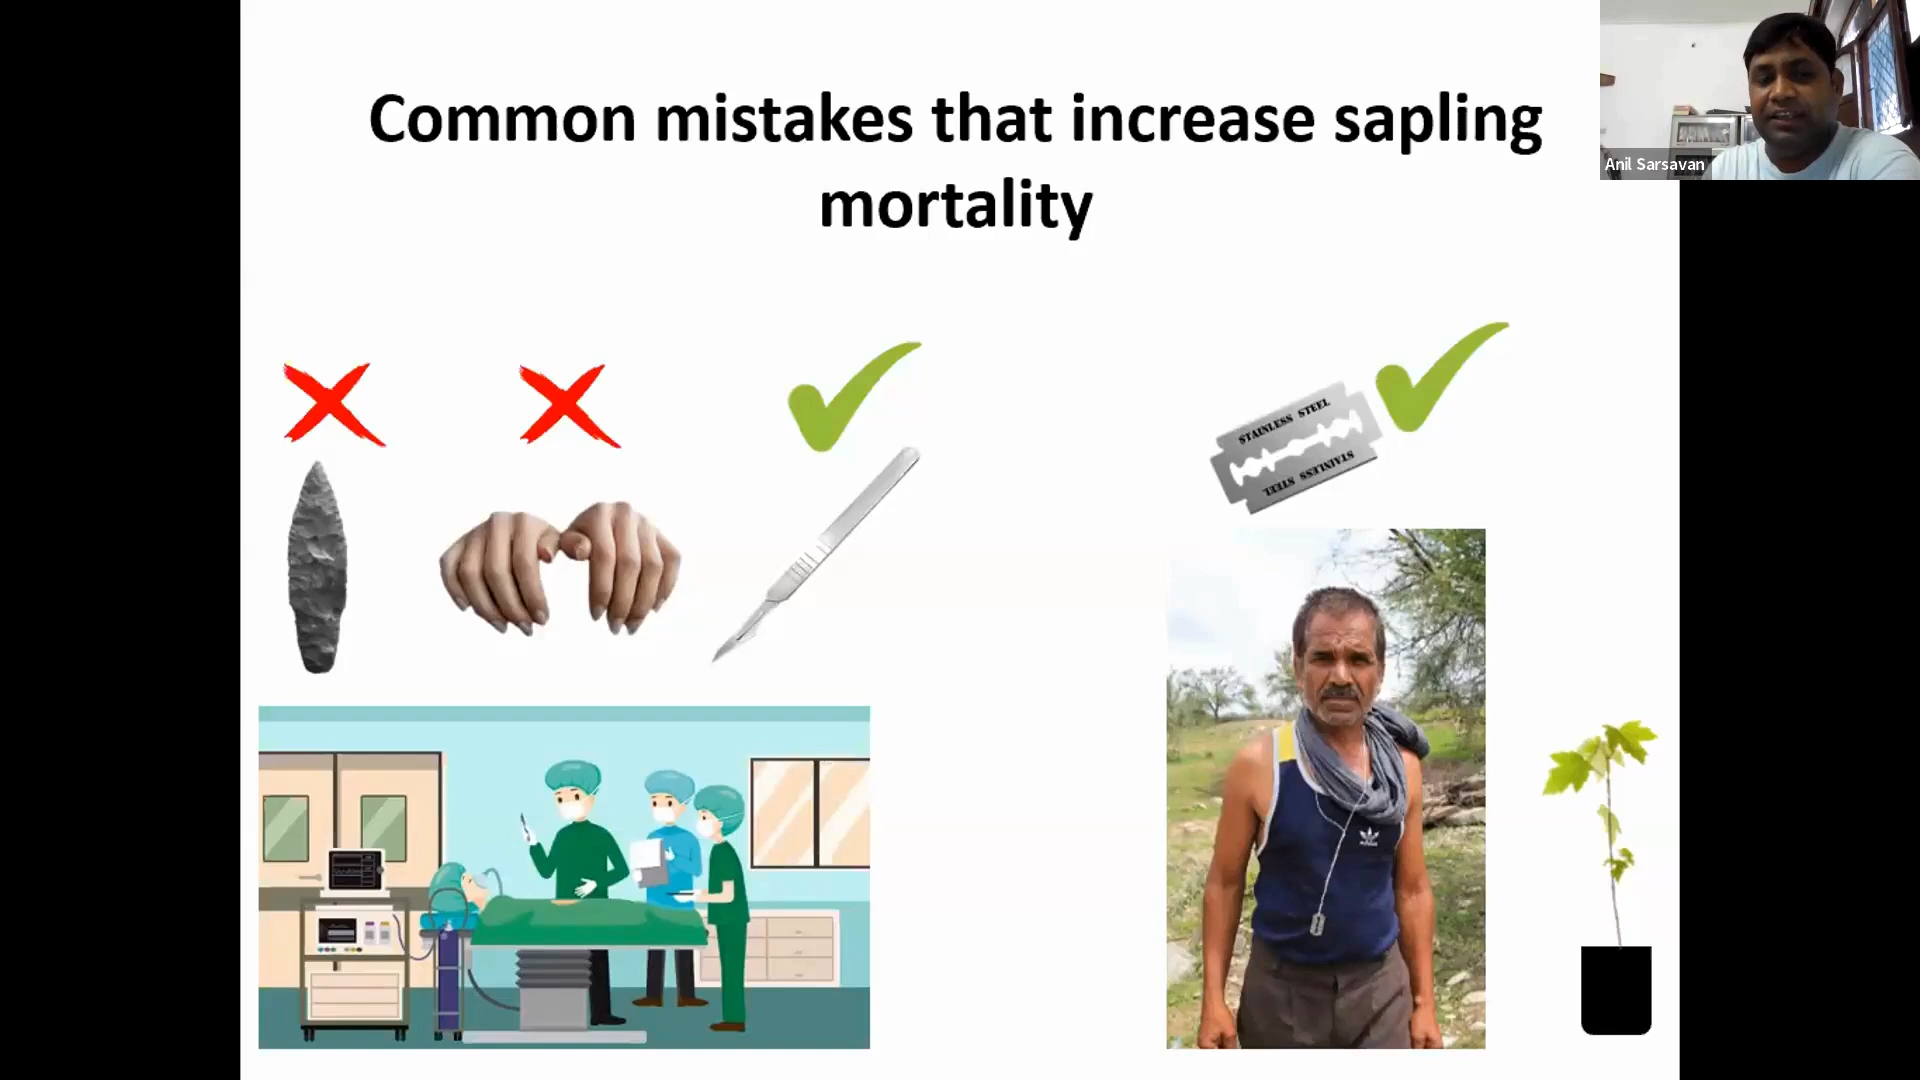 Common mistakes that increase sapling
mortality
Anil Sarsavan
STAINLESS STEEL
STAINLESS STEEL